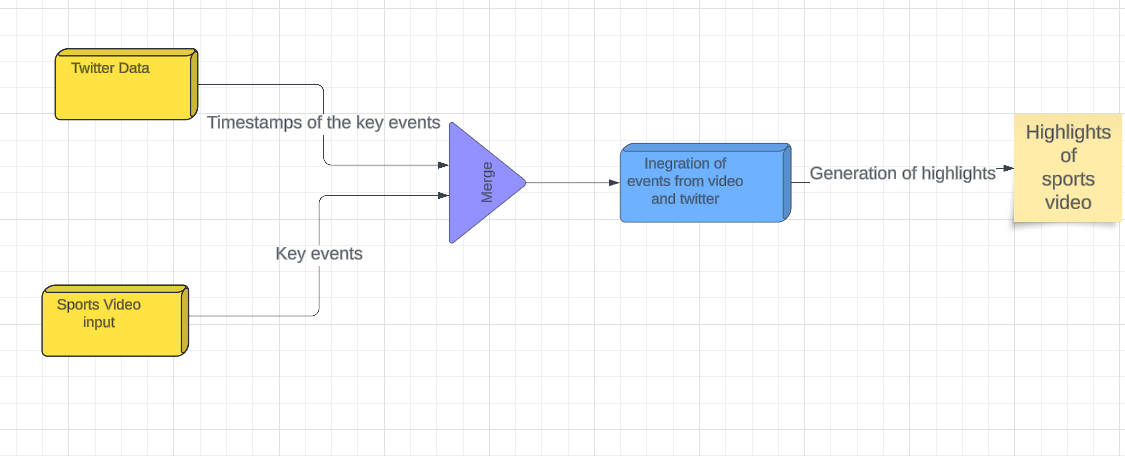 Twitter Data
Timestamps of the key events
Merge
Inegration of
events from video
and twitter
Generation of highlights
Highlights
of
sports
video
Key events
Sports Video
input